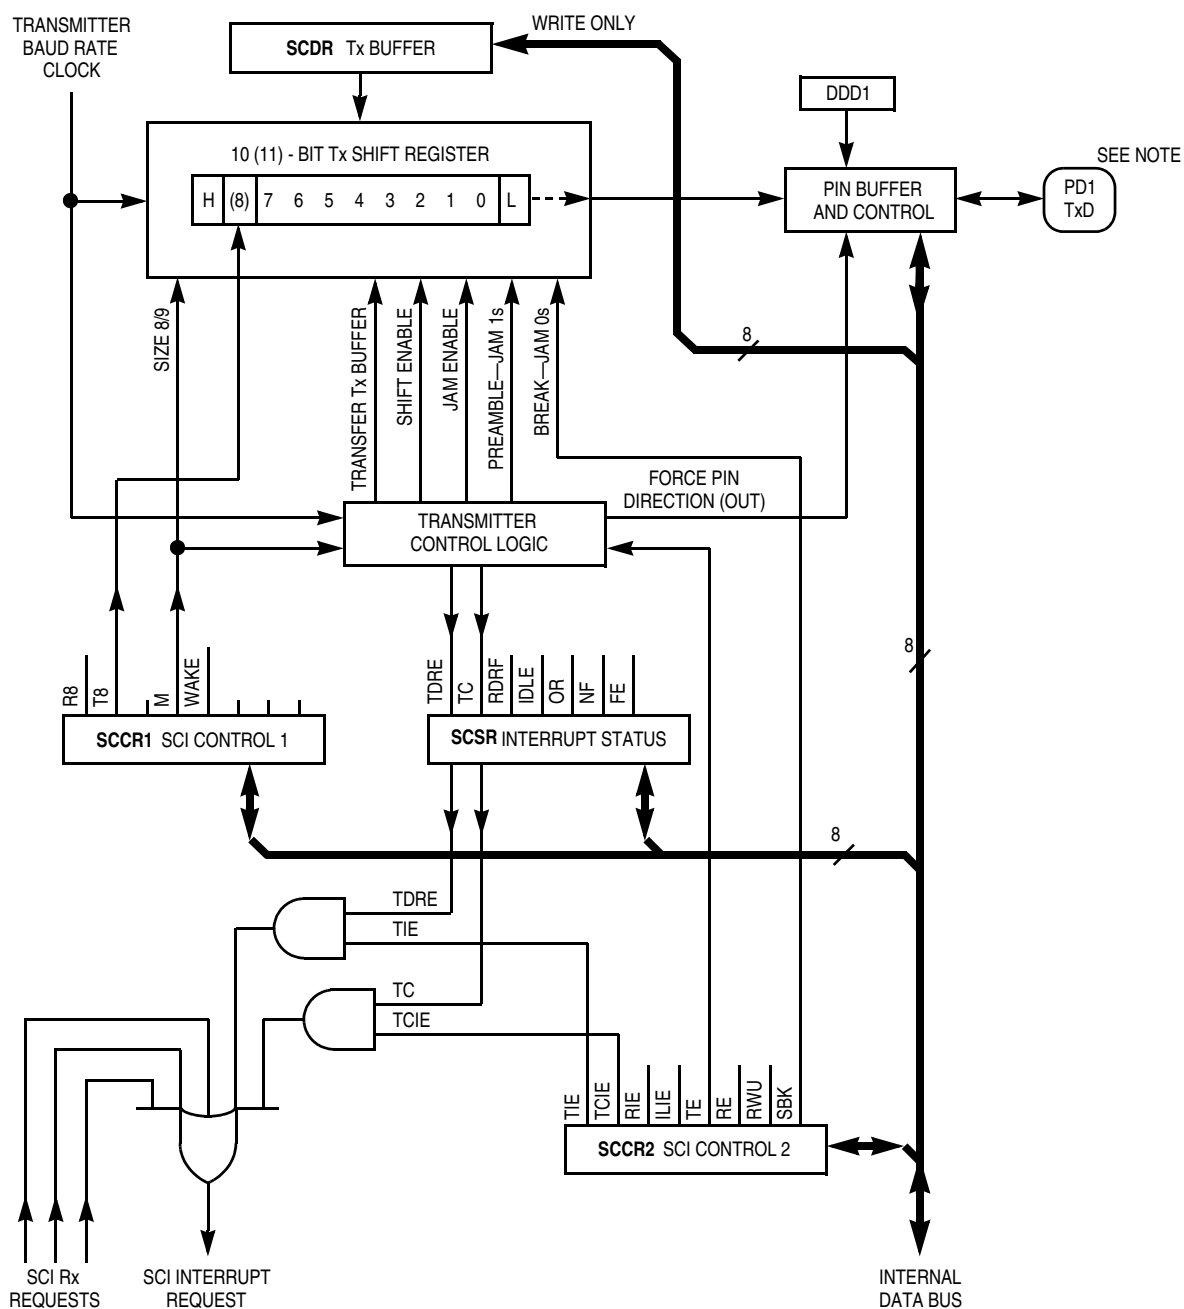 TRANSMITTER
BAUD RATE
CLOCK
SCDR Tx BUFFER
WRITE ONLY
DDD1
10 (11) - BIT Tx SHIFT REGISTER
H (8) 7 6 5 4 3 2 1 0 L
PIN BUFFER
AND CONTROL
SEE NOTE
PD1
TxD
SIZE 8/9
TRANSFER Tx BUFFER
SHIFT ENABLE
JAM ENABLE
PREAMBLE—JAM 1s
BREAK—JAM 0s
8
FORCE PIN
DIRECTION (OUT)
TRANSMITTER
CONTROL LOGIC
8
R8
T8
M
WAKE
SCCR1 SCI CONTROL 1
TDRE
TC
RDRF
IDLE
OR
NF
FE
SCSR INTERRUPT STATUS
8
TDRE
TIE
TC
TCIE
TIE
TCIE
RIE
ILIE
TE
RE
RWU
SBK
SCCR2 SCI CONTROL 2
SCI Rx
REQUESTS
SCI INTERRUPT
REQUEST
INTERNAL
DATA BUS